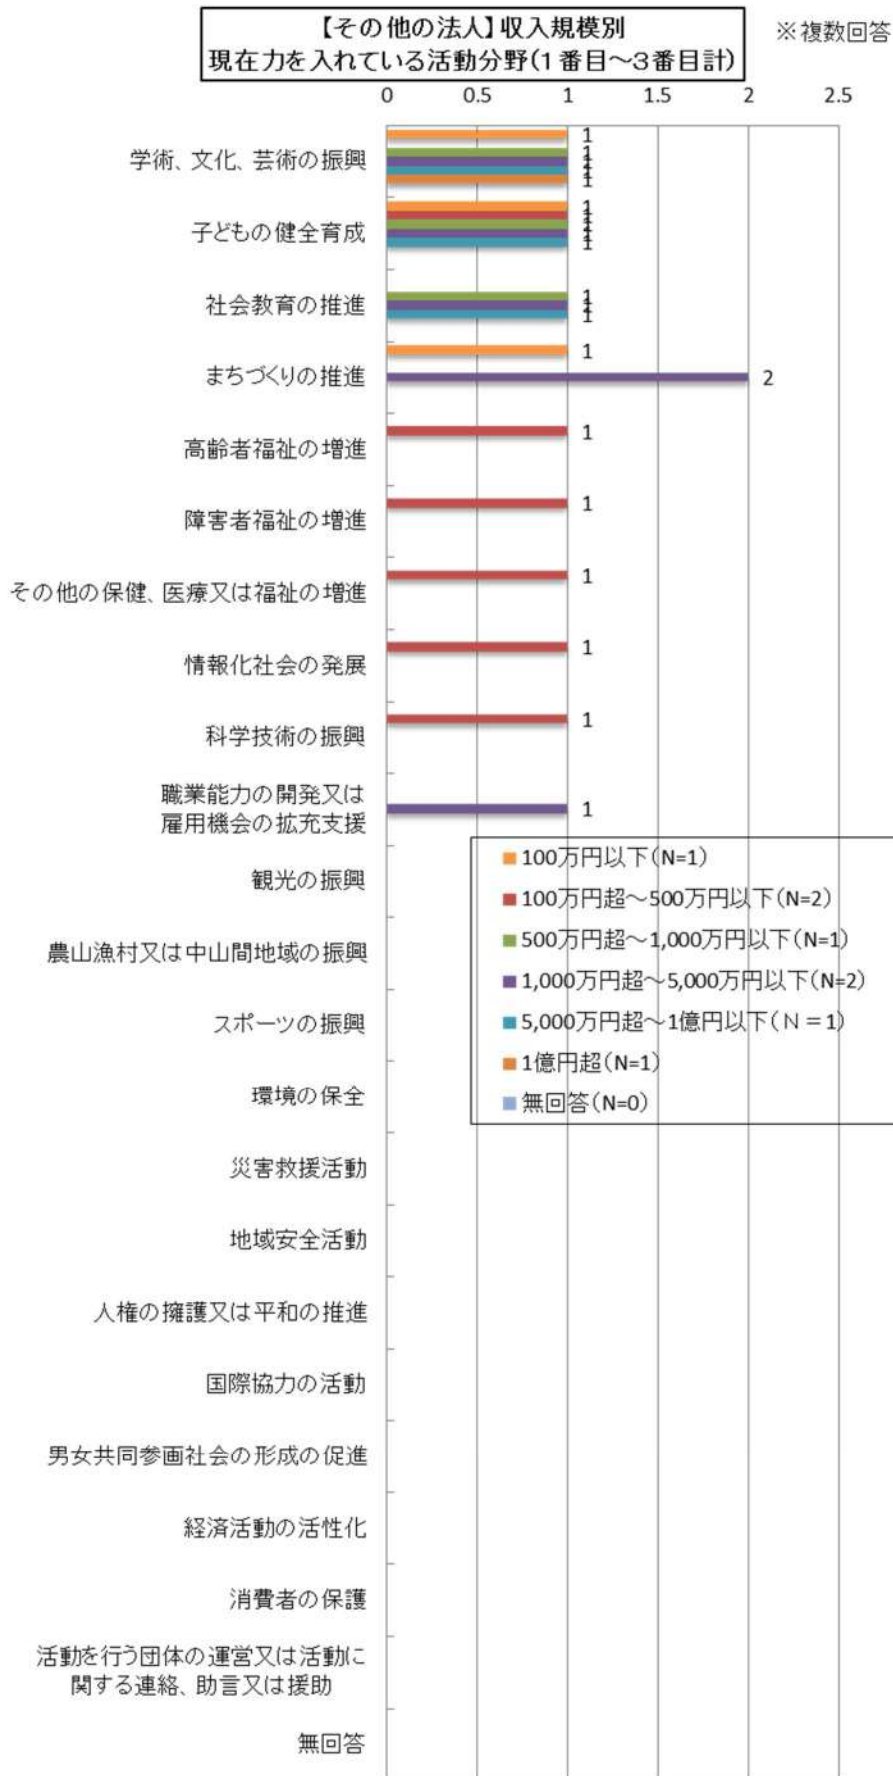 【その他の法人】収入規模別
現在力を入れている活動分野(1番目～3番目計)
※複数回答
0 0.5 1 1.5 2 2.5
学術、文化、芸術の振興
1
1
1
1
1
子どもの健全育成
1
1
1
1
1
社会教育の推進
1
1
1
まちづくりの推進
1
2
高齢者福祉の増進
1
障害者福祉の増進
1
その他の保健、医療又は福祉の増進
1
情報化社会の発展
1
科学技術の振興
1
職業能力の開発又は
雇用機会の拡充支援
1
観光の振興
農山漁村又は中山間地域の振興
スポーツの振興
環境の保全
災害救援活動
地域安全活動
人権の擁護又は平和の推進
国際協力の活動
男女共同参画社会の形成の促進
経済活動の活性化
消費者の保護
活動を行う団体の運営又は活動に
関する連絡、助言又は援助
無回答
100万円以下(N=1)
100万円超～500万円以下(N=2)
500万円超～1,000万円以下(N=1)
1,000万円超～5,000万円以下(N=2)
5,000万円超～1億円以下(Ｎ＝1)
1億円超(N=1)
無回答(N=0)